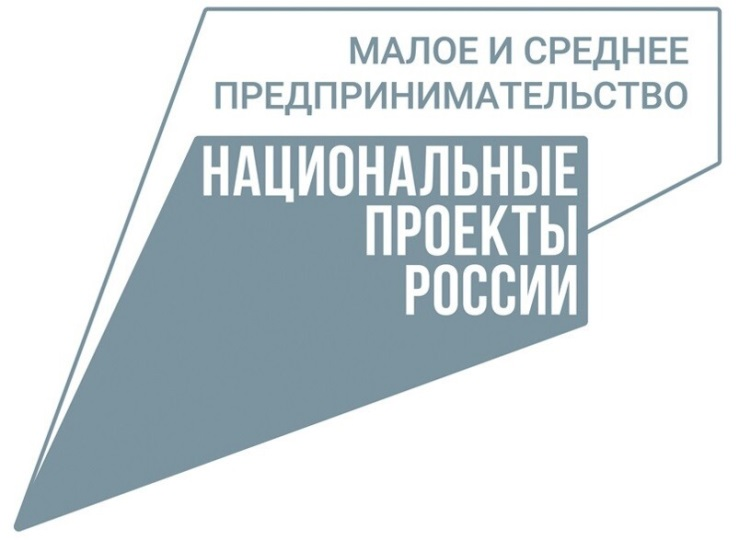 МАЛОЕ И СРЕДНЕЕ
ПРЕДПРИНИМАТЕЛЬСТВО
НАЦИОНАЛЬНЫЕ
ПРОЕКТЫ
РОССИИ